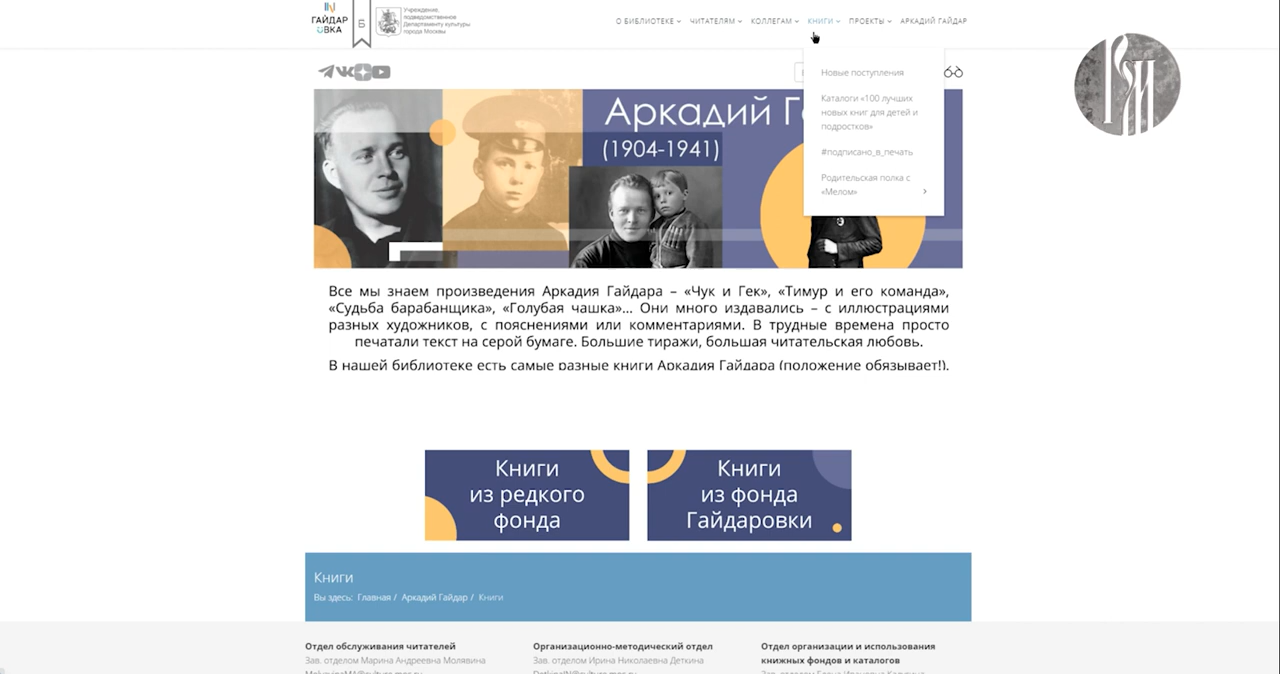 ГАЙДАР
ОВКА
Б
Учреждение,
подведомственное
Департаменту культуры
города Москвы
О БИБЛИОТЕКЕ
ЧИТАТЕЛЯМ
КОЛЛЕГАМ
КНИГИ
ПРОЕКТЫ
АРКАДИЙ ГАЙДАР
Новые поступления
Каталоги «100 лучших
новых книг для детей и
подростков»
#подписано_в_печать
Родительская полка с
«Мелом»
Аркадий Г
(1904-1941)
Все мы знаем произведения Аркадия Гайдара – «Чук и Гек», «Тимур и его команда»,
«Судьба барабанщика», «Голубая чашка»... Они много издавались – с иллюстрациями
разных художников, с пояснениями или комментариями. В трудные времена просто
печатали текст на серой бумаге. Большие тиражи, большая читательская любовь.
В нашей библиотеке есть самые разные книги Аркадия Гайдара (положение обязывает!).
Книги
из редкого
фонда
Книги
из фонда
Гайдаровки
Книги
Вы здесь: Главная / Аркадий Гайдар / Книги
Отдел обслуживания читателей
Зав. отделом Марина Андреевна Молявина
Организационно-методический отдел
Зав. отделом Ирина Николаевна Деткина
Отдел организации и использования
книжных фондов и каталогов